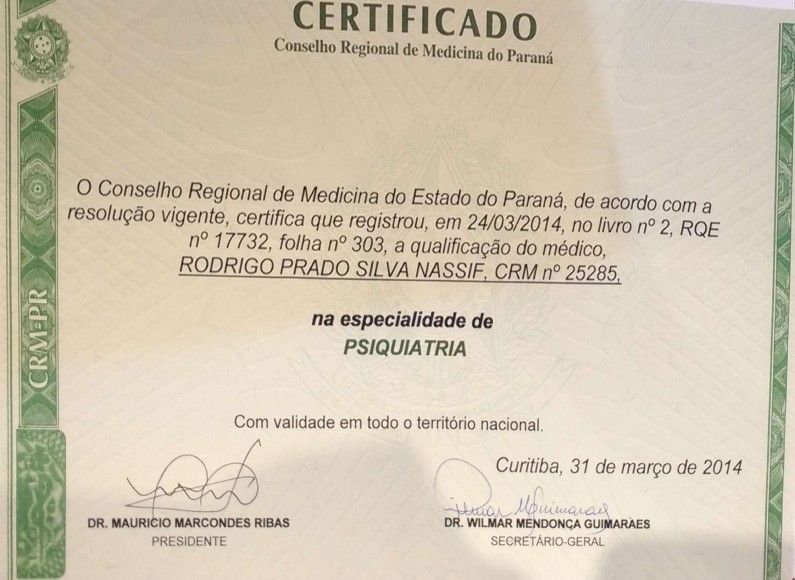 CERTIFICADO
Conselho Regional de Medicina do Paraná
O Conselho Regional de Medicina do Estado do Paraná, de acordo com a
resolução vigente, certifica que registrou, em 24/03/2014, no livro nº 2, RQE
nº 17732, folha nº 303, a qualificação do médico,
RODRIGO PRADO SILVA NASSIF, CRM nº 25285,
na especialidade de
PSIQUIATRIA
CRM-PR
Com validade em todo o território nacional.
Curitiba, 31 de março de 2014
DR. MAURICIO MARCONDES RIBAS
PRESIDENTE
DR. WILMAR MENDONÇA GUIMARÃES
SECRETÁRIO-GERAL